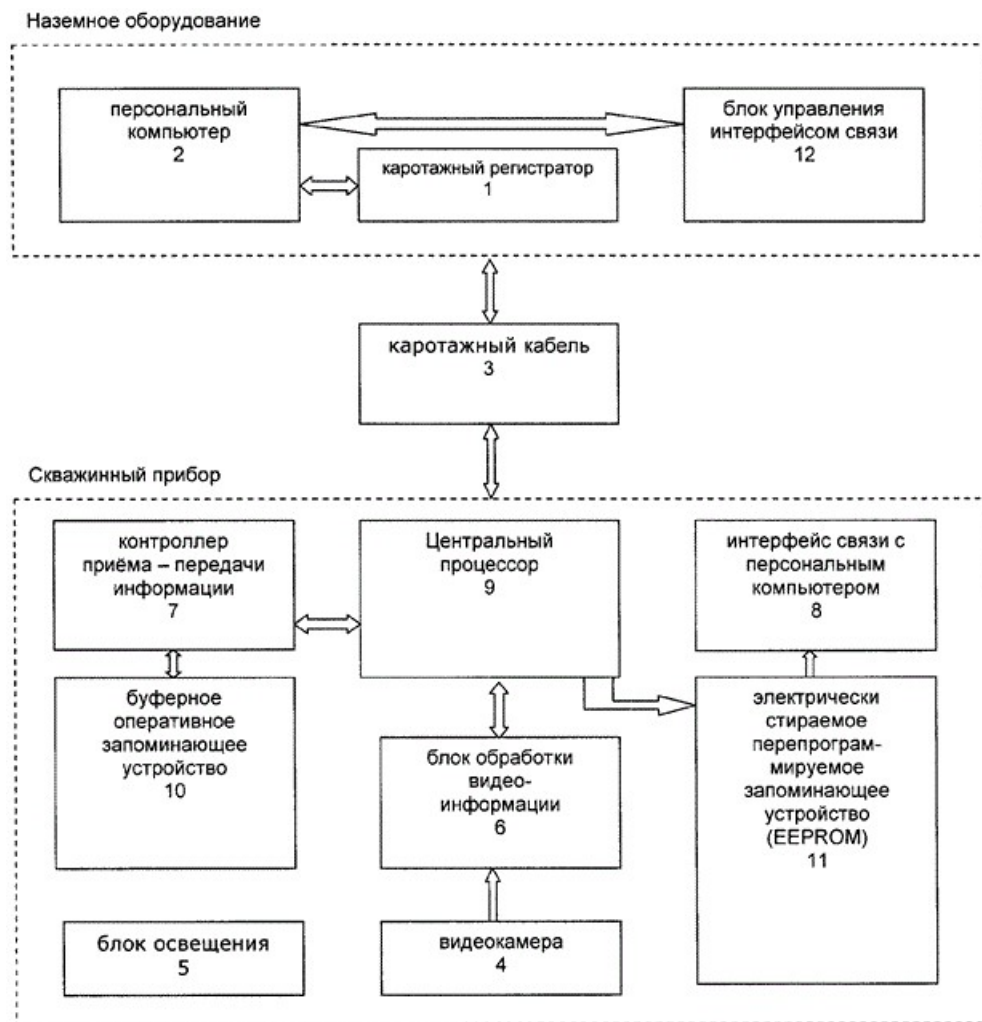 Наземное оборудование
персональный
компьютер
2
блок управления
интерфейсом связи
12
каротажный регистратор
1
каротажный кабель
3
Скважинный прибор
контроллер
приёма – передачи
информации
7
Центральный
процессор
9
интерфейс связи с
персональным
компьютером
8
буферное
оперативное
запоминающее
устройство
10
блок обработки
видео-
информации
6
электрически
стираемое
перепрограм-
мируемое
запоминающее
устройство
(EEPROM)
11
блок освещения
5
видеокамера
4